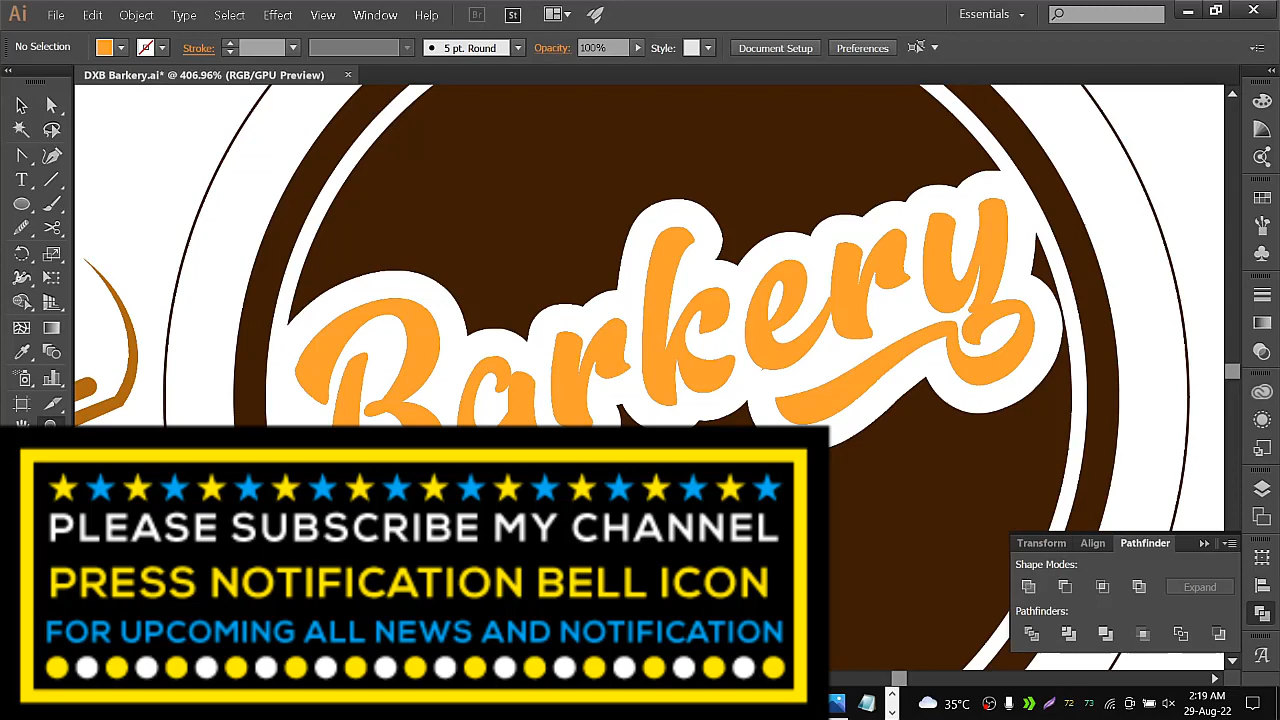 Ai File Edit Object Type Select Effect View Window Help Br St Essentials
No Selection Stroke: 5 pt. Round Opacity: 100% Style: Document Setup Preferences
DXB Barkery.ai* @ 406.96% (RGB/GPU Preview)
Barkery
PLEASE SUBSCRIBE MY CHANNEL
PRESS NOTIFICATION BELL ICON
FOR UPCOMING ALL NEWS AND NOTIFICATION
Transform Align Pathfinder
Shape Modes:
Expand
Pathfinders:
35°C 72 73 2:19 AM
29-Aug-22